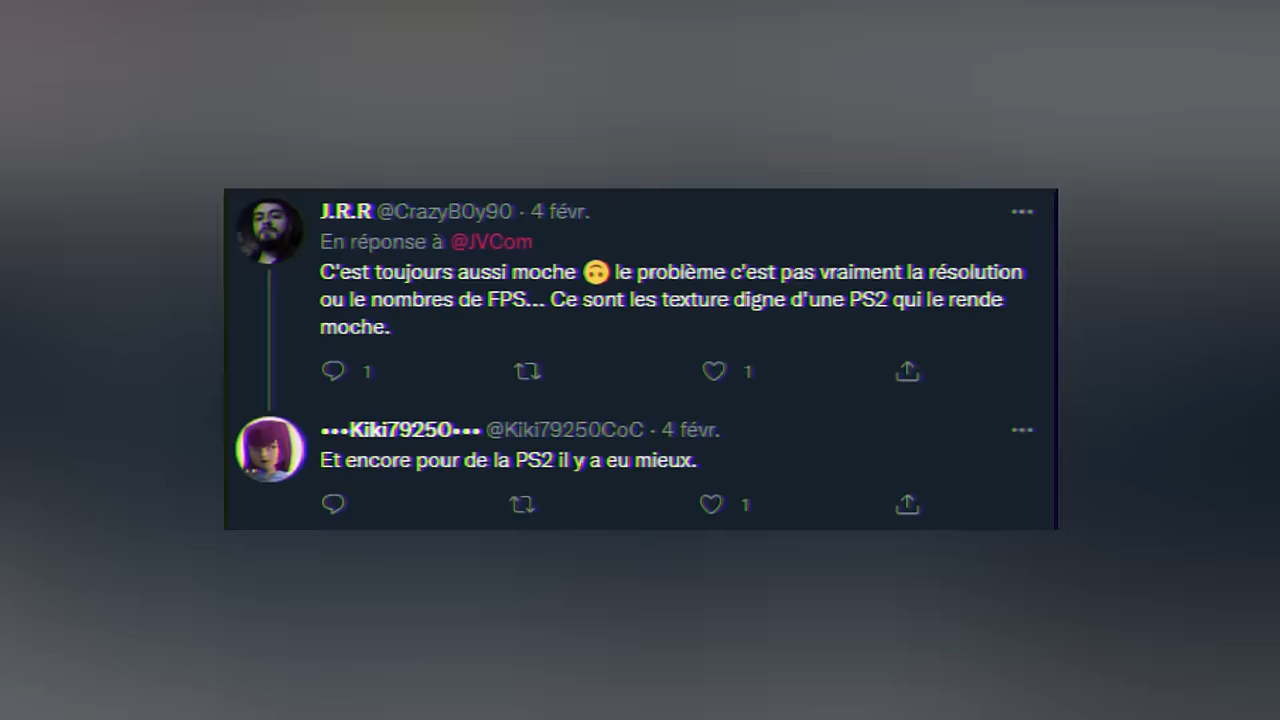 J.R.R @CrazyB0y90 · 4 févr.
En réponse à @JVCom
C'est toujours aussi moche 🙃 le problème c'est pas vraiment la résolution
ou le nombres de FPS... Ce sont les texture digne d'une PS2 qui le rende
moche.
1 1
•••Kiki79250••• @Kiki79250CoC · 4 févr.
Et encore pour de la PS2 il y a eu mieux.
1